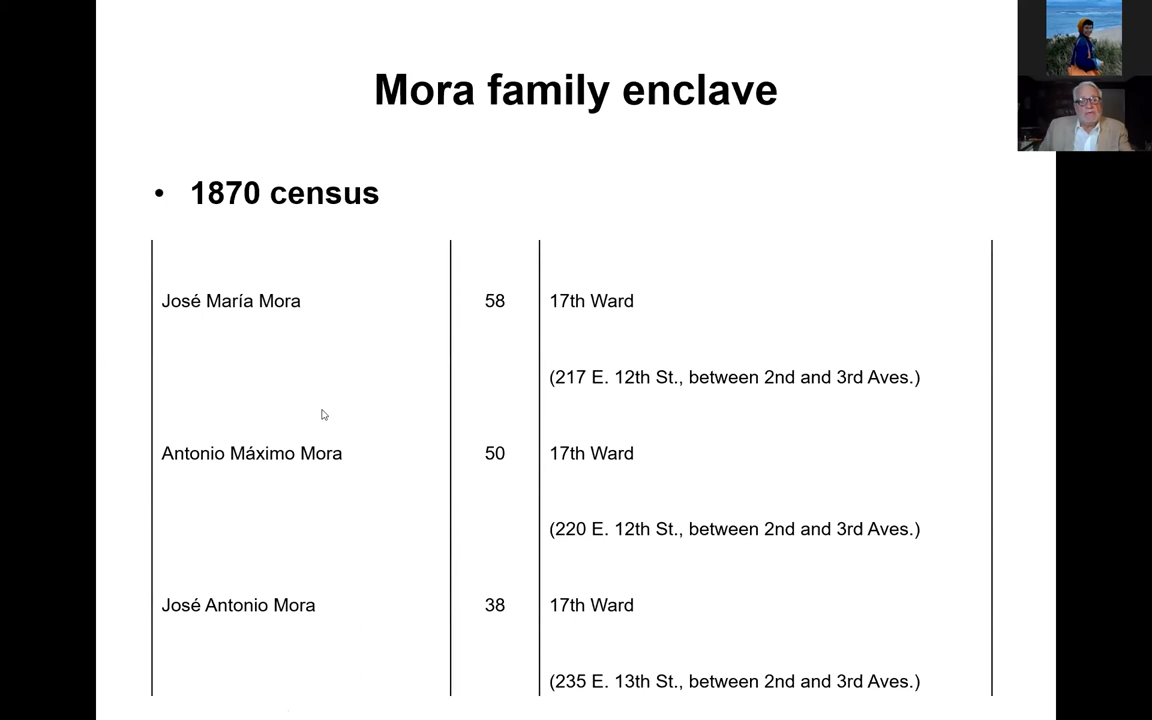 Mora family enclave
• 1870 census
José María Mora 58 17th Ward
(217 E. 12th St., between 2nd and 3rd Aves.)
Antonio Máximo Mora 50 17th Ward
(220 E. 12th St., between 2nd and 3rd Aves.)
José Antonio Mora 38 17th Ward
(235 E. 13th St., between 2nd and 3rd Aves.)